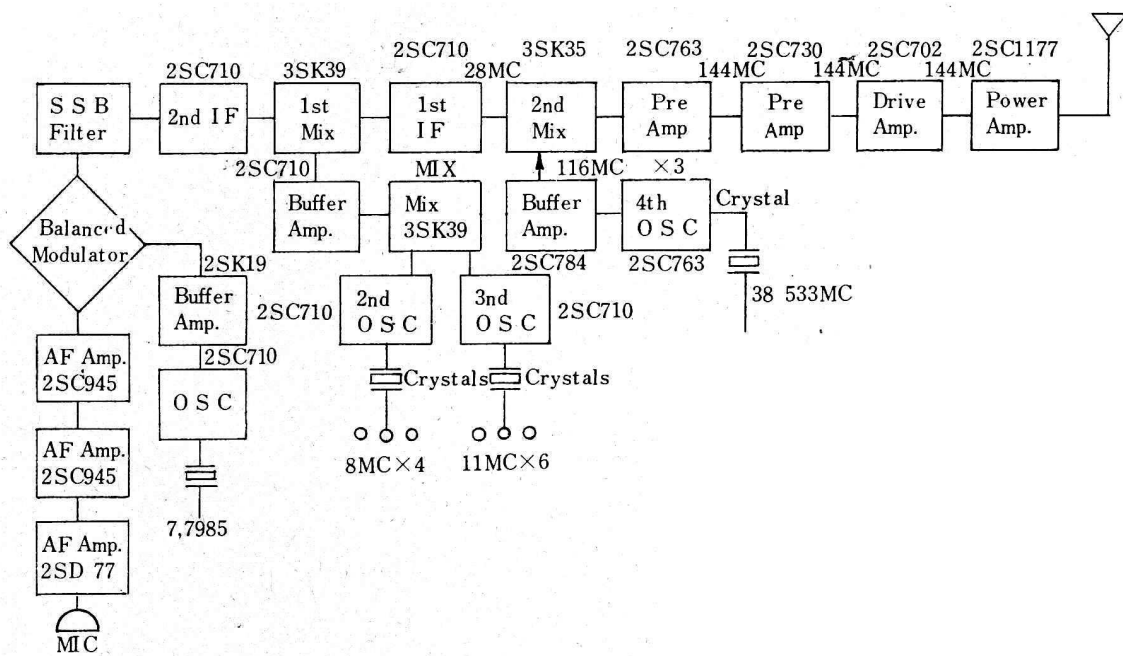 2SC710
3SK39
2SC710
28MC
3SK35
2SC763
144MC
2SC730
144MC
2SC702
144MC
2SC1177
SSB
Filter
2nd IF
1st
Mix
1st
IF
2nd
Mix
Pre
Amp
Pre
Amp
Drive
Amp.
Power
Amp.
2SC710
MIX
116MC
×3
Balanced
Modulator
Buffer
Amp.
Mix
3SK39
Buffer
Amp.
4th
OSC
Crystal
2SK19
2SC784
2SC763
38 533MC
Buffer
Amp.
2SC710
2nd
OSC
3nd
OSC
2SC710
2SC710
AF Amp.
2SC945
OSC
Crystals
Crystals
AF Amp.
2SC945
8MC×4
11MC×6
7,7985
AF Amp.
2SD 77
MIC